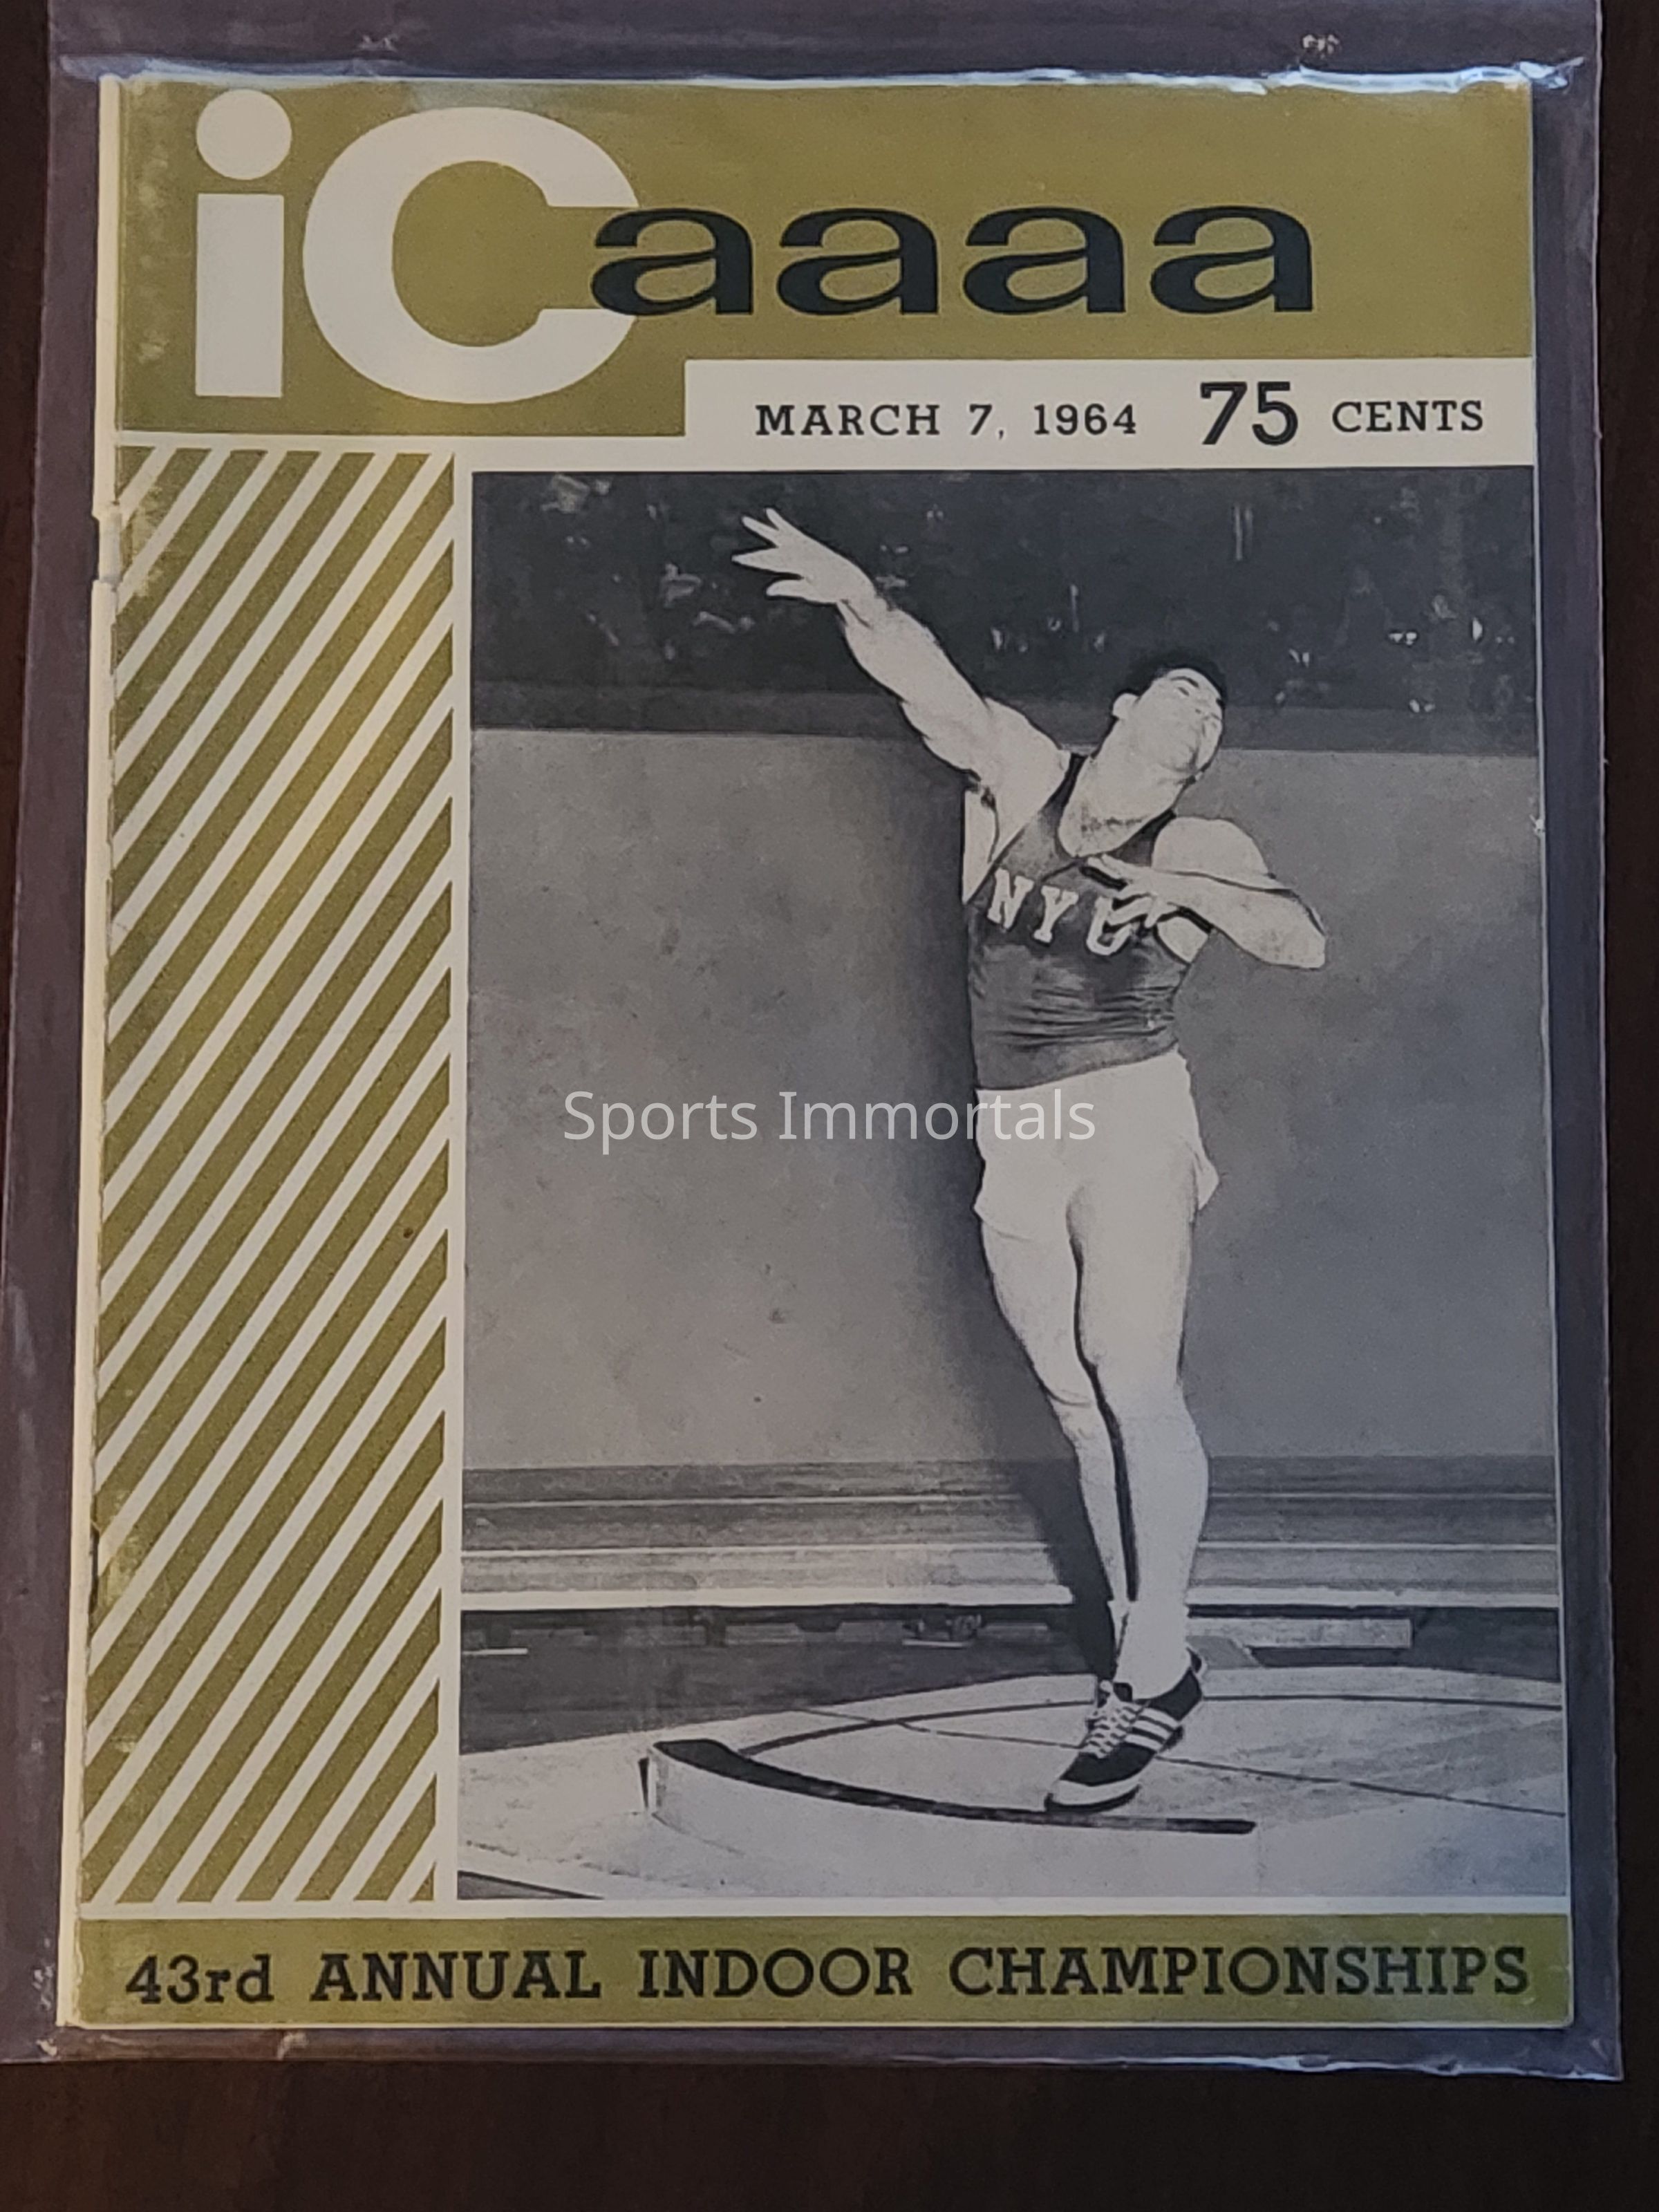 iCaaaa
MARCH 7, 1964 75 CENTS
NYU
Sports Immortals
43rd ANNUAL INDOOR CHAMPIONSHIPS